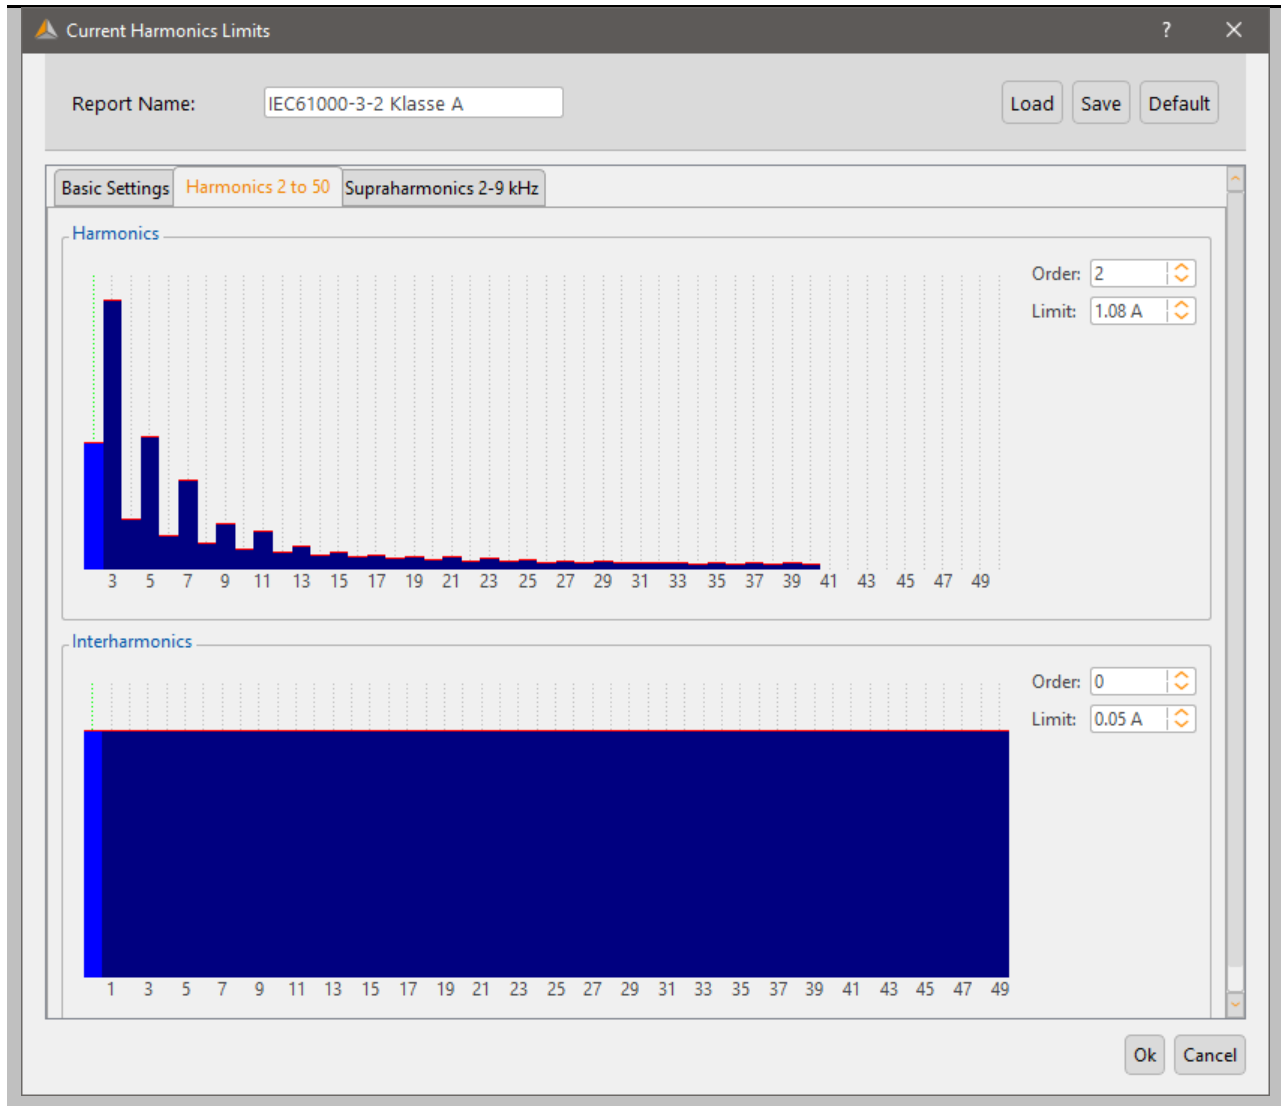 Current Harmonics Limits ? ×
Report Name: IEC61000-3-2 Klasse A Load Save Default
Basic Settings Harmonics 2 to 50 Supraharmonics 2-9 kHz
Harmonics
Order: 2
Limit: 1.08 A
3 5 7 9 11 13 15 17 19 21 23 25 27 29 31 33 35 37 39 41 43 45 47 49
Interharmonics
Order: 0
Limit: 0.05 A
1 3 5 7 9 11 13 15 17 19 21 23 25 27 29 31 33 35 37 39 41 43 45 47 49
Ok Cancel